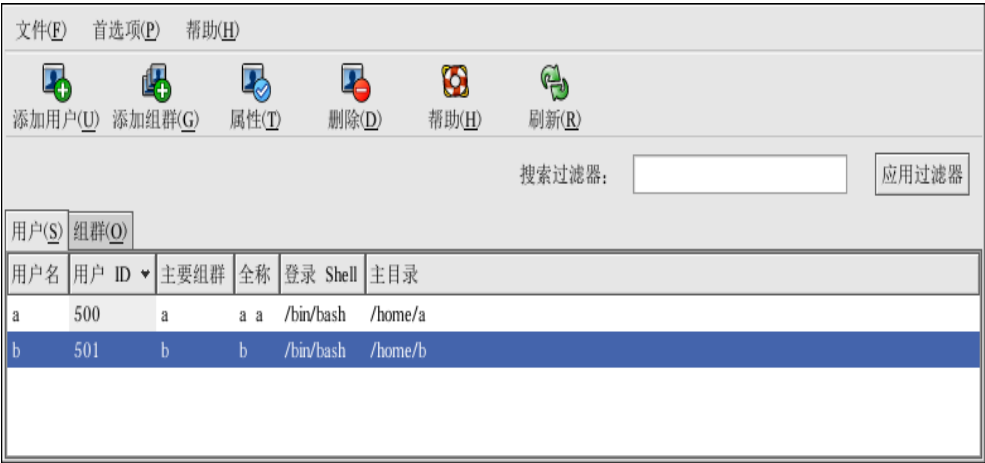 文件(F) 首选项(P) 帮助(H)
添加用户(U) 添加组群(G) 属性(T) 删除(D) 帮助(H) 刷新(R)
搜索过滤器: 应用过滤器
用户(S) 组群(O)
用户名 用户 ID 主要组群 全称 登录 Shell 主目录
a 500 a a a /bin/bash /home/a
b 501 b b /bin/bash /home/b